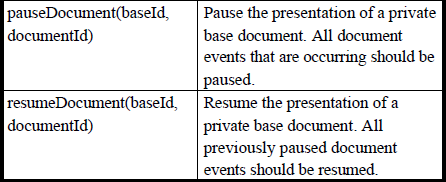 pauseDocument(baseId,
documentId)
Pause the presentation of a private
base document. All document
events that are occurring should be
paused.
resumeDocument(baseId,
documentId)
Resume the presentation of a
private base document. All
previously paused document
events should be resumed.